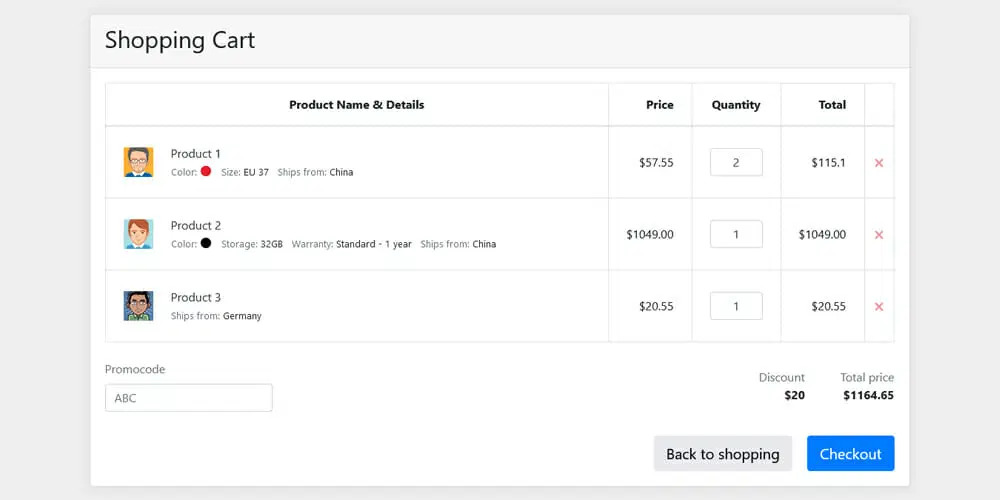 Shopping Cart
Product Name & Details Price Quantity Total
Product 1
Color: Size: EU 37 Ships from: China
$57.55 2 $115.1 ×
Product 2
Color: Storage: 32GB Warranty: Standard - 1 year Ships from: China
$1049.00 1 $1049.00 ×
Product 3
Ships from: Germany
$20.55 1 $20.55 ×
Promocode
ABC
Discount Total price
$20 $1164.65
Back to shopping Checkout